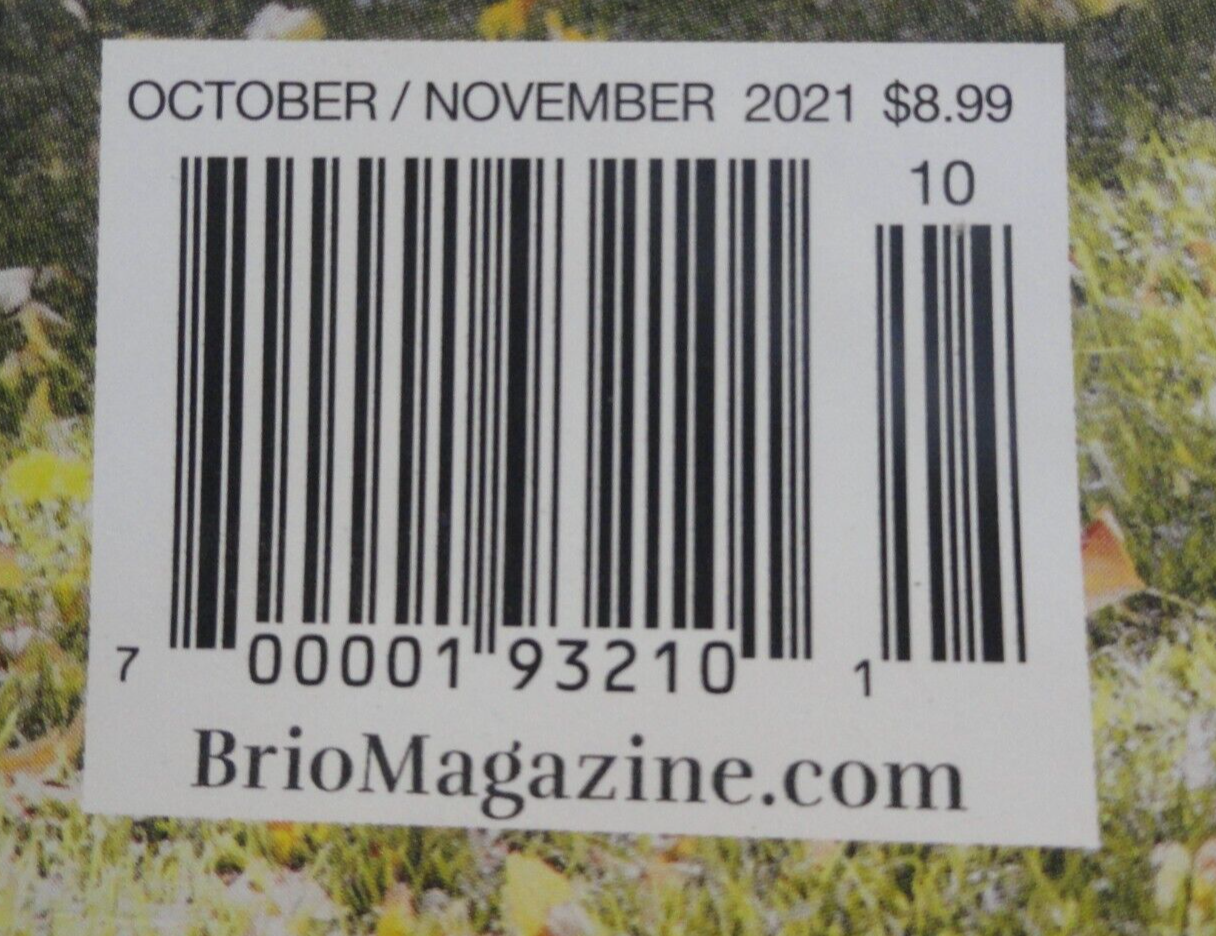 OCTOBER / NOVEMBER 2021 $8.99
10
7 00001 93210 1
BrioMagazine.com